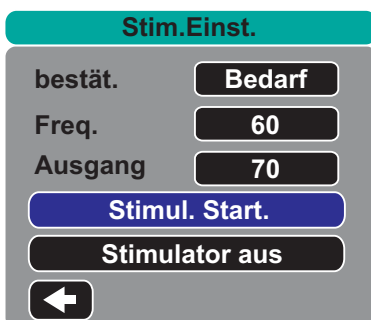 Stim.Einst.
bestät. Bedarf
Freq. 60
Ausgang 70
Stimul. Start.
Stimulator aus